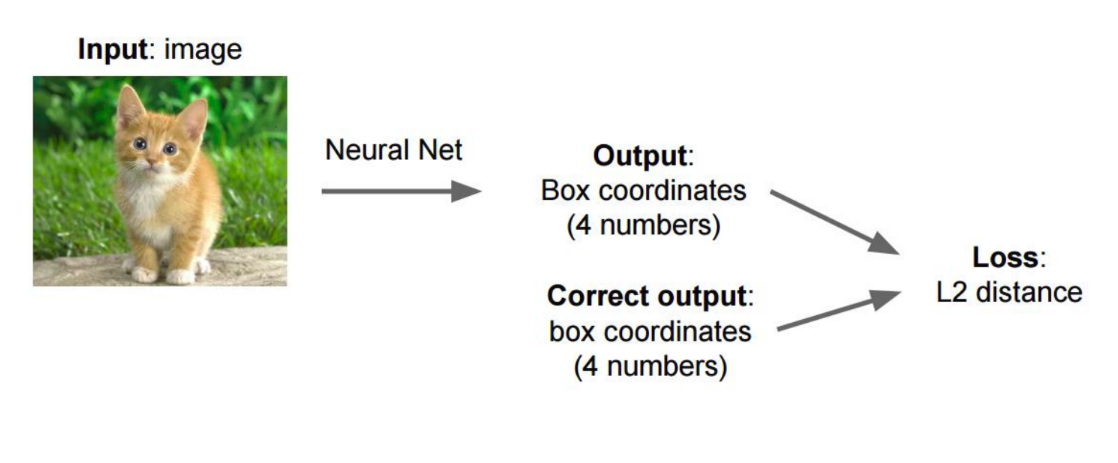 Input: image
Neural Net
Output:
Box coordinates
(4 numbers)
Correct output:
box coordinates
(4 numbers)
Loss:
L2 distance